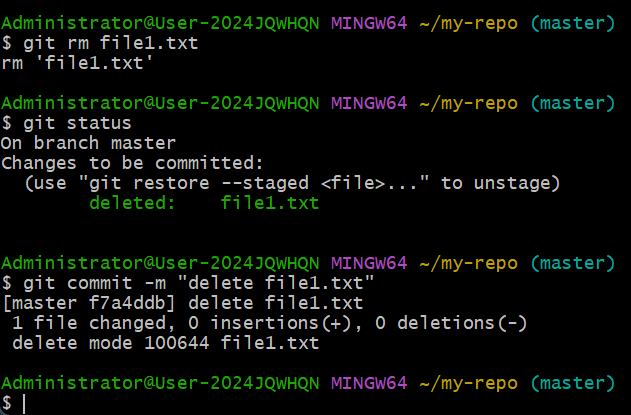 Administrator@User-2024JQWHQN MINGW64 ~/my-repo (master)
$ git rm file1.txt
rm 'file1.txt'
Administrator@User-2024JQWHQN MINGW64 ~/my-repo (master)
$ git status
On branch master
Changes to be committed:
  (use "git restore --staged <file>..." to unstage)
        deleted:    file1.txt
Administrator@User-2024JQWHQN MINGW64 ~/my-repo (master)
$ git commit -m "delete file1.txt"
[master f7a4ddb] delete file1.txt
 1 file changed, 0 insertions(+), 0 deletions(-)
 delete mode 100644 file1.txt
Administrator@User-2024JQWHQN MINGW64 ~/my-repo (master)
$